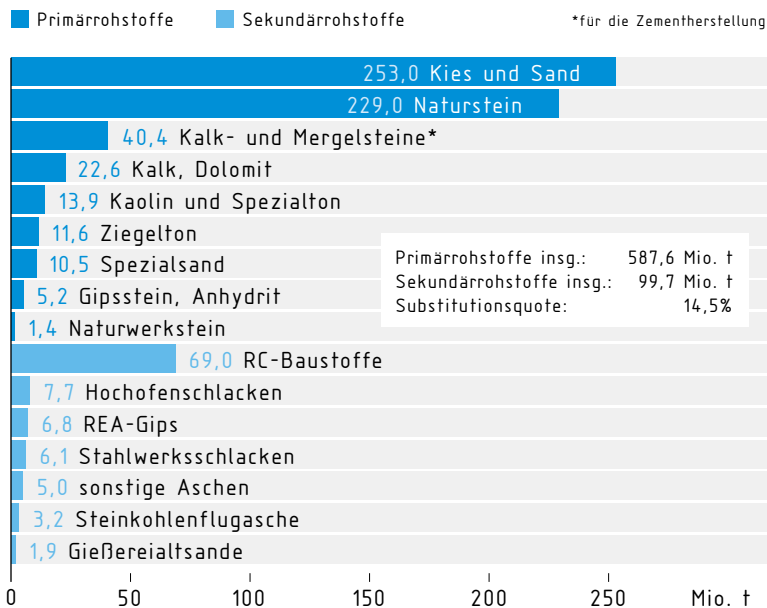 Primärrohstoffe Sekundärrohstoffe *für die Zementherstellung
253,0 Kies und Sand
229,0 Naturstein
40,4 Kalk- und Mergelsteine*
22,6 Kalk, Dolomit
13,9 Kaolin und Spezialton
11,6 Ziegelton
10,5 Spezialsand
5,2 Gipsstein, Anhydrit
1,4 Naturwerkstein
Primärrohstoffe insg.: 587,6 Mio. t
Sekundärrohstoffe insg.: 99,7 Mio. t
Substitutionsquote: 14,5%
69,0 RC-Baustoffe
7,7 Hochofenschlacken
6,8 REA-Gips
6,1 Stahlwerksschlacken
5,0 sonstige Aschen
3,2 Steinkohlenflugasche
1,9 Gießereialtsande
0 50 100 150 200 250 Mio. t